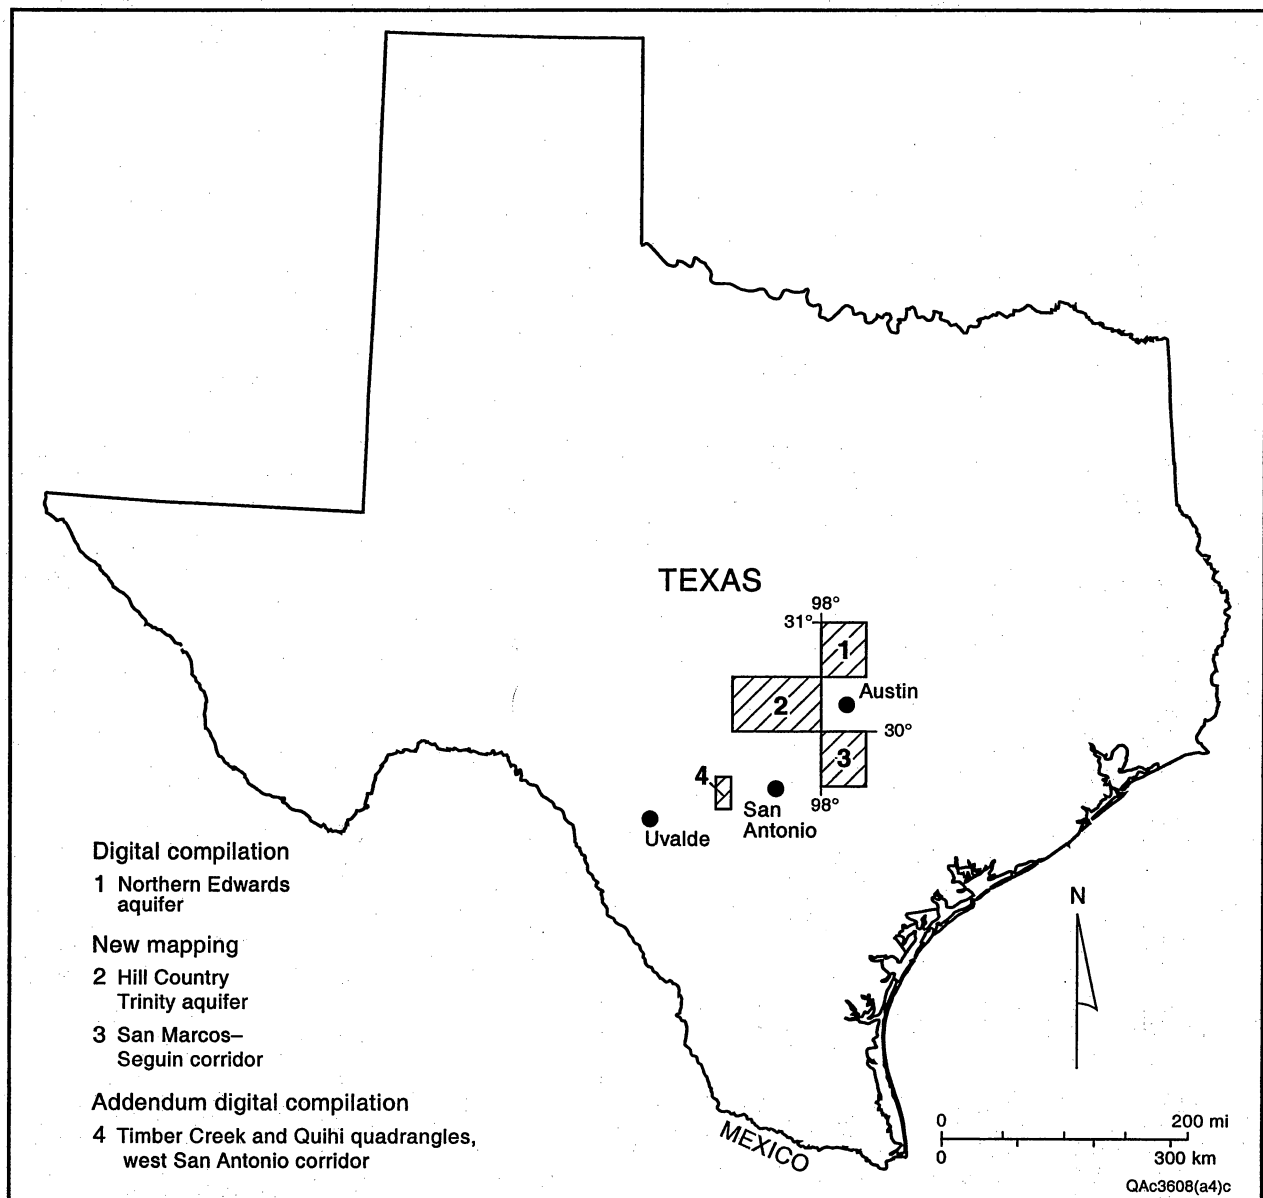 TEXAS
98°
31°
1
Austin
2
30°
3
4
98°
San
Antonio
Uvalde
Digital compilation
1 Northern Edwards
aquifer
New mapping
2 Hill Country
Trinity aquifer
3 San Marcos–
Seguin corridor
Addendum digital compilation
4 Timber Creek and Quihi quadrangles,
west San Antonio corridor
MEXICO
N
0 200 mi
0 300 km
QAc3608(a4)c